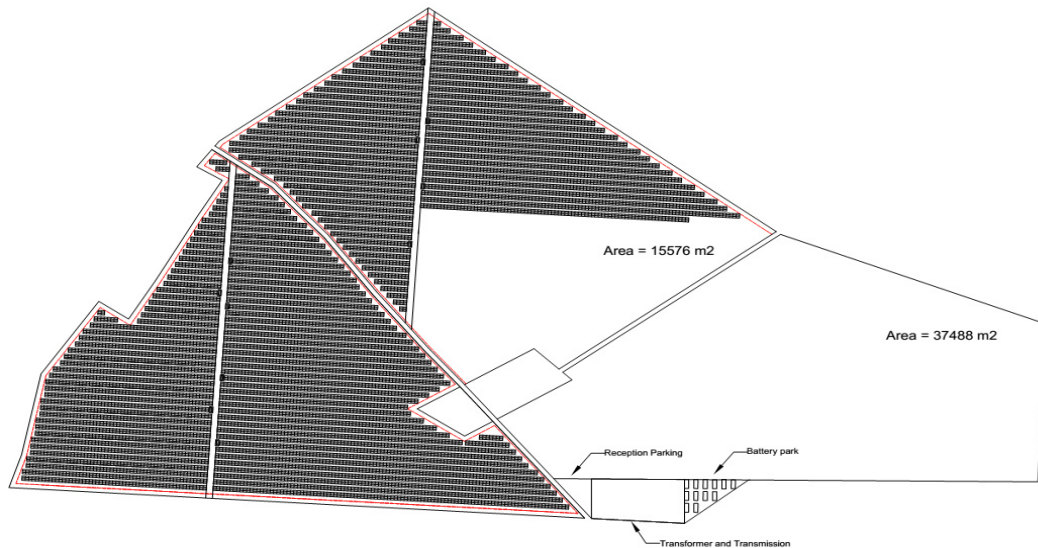 Area = 15576 m2
Area = 37488 m2
Reception Parking
Battery park
Transformer and Transmission